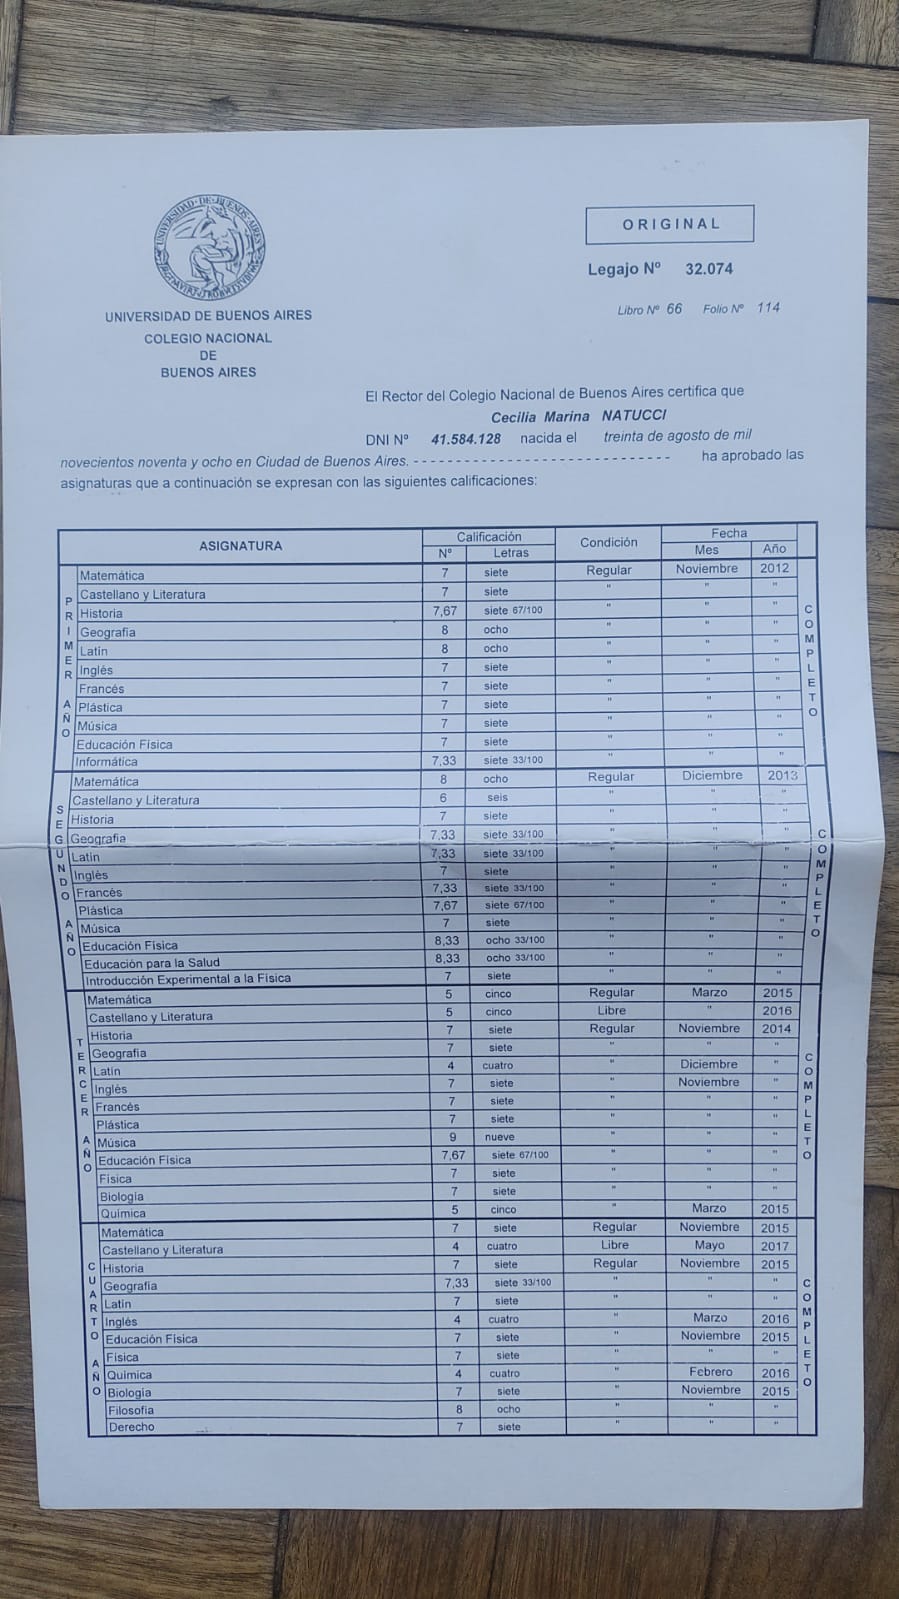 UNIVERSIDAD DE BUENOS AIRES
COLEGIO NACIONAL
DE
BUENOS AIRES
ORIGINAL
Legajo Nº 32.074
Libro Nº 66 Folio Nº 114
El Rector del Colegio Nacional de Buenos Aires certifica que
Cecilia Marina NATUCCI
DNI Nº 41.584.128 nacida el treinta de agosto de mil
novecientos noventa y ocho en Ciudad de Buenos Aires. - - - - - - - - - - - - - - - - - - - - - - - - - - - - - - ha aprobado las
asignaturas que a continuación se expresan con las siguientes calificaciones:
ASIGNATURA Calificación Condición Fecha
Nº Letras Mes Año
PRIMER AÑO
Matemática 7 siete Regular Noviembre 2012
Castellano y Literatura 7 siete " " "
Historia 7,67 siete 67/100 " " "
Geografia 8 ocho " " "
Latín 8 ocho " " "
Inglés 7 siete " " "
Francés 7 siete " " "
Plástica 7 siete " " "
Música 7 siete " " "
Educación Física 7 siete " " "
Informática 7,33 siete 33/100 " " "
COMPLETO
SEGUNDO AÑO
Matemática 8 ocho Regular Diciembre 2013
Castellano y Literatura 6 seis " " "
Historia 7 siete " " "
Geografia 7,33 siete 33/100 " " "
Latín 7,33 siete 33/100 " " "
Inglés 7 siete " " "
Francés 7,33 siete 33/100 " " "
Plástica 7,67 siete 67/100 " " "
Música 7 siete " " "
Educación Física 8,33 ocho 33/100 " " "
Educación para la Salud 8,33 ocho 33/100 " " "
Introducción Experimental a la Física 7 siete " " "
COMPLETO
TERCER AÑO
Matemática 5 cinco Regular Marzo 2015
Castellano y Literatura 5 cinco Libre " 2016
Historia 7 siete Regular Noviembre 2014
Geografia 7 siete " " "
Latín 4 cuatro " Diciembre "
Inglés 7 siete " Noviembre "
Francés 7 siete " " "
Plástica 7 siete " " "
Música 9 nueve " " "
Educación Física 7,67 siete 67/100 " " "
Física 7 siete " " "
Biología 7 siete " " "
Química 5 cinco " Marzo 2015
COMPLETO
CUARTO AÑO
Matemática 7 siete Regular Noviembre 2015
Castellano y Literatura 4 cuatro Libre Mayo 2017
Historia 7 siete Regular Noviembre 2015
Geografia 7,33 siete 33/100 " " "
Latín 7 siete " " "
Inglés 4 cuatro " Marzo 2016
Educación Física 7 siete " Noviembre 2015
Física 7 siete " " "
Química 4 cuatro " Febrero 2016
Biología 7 siete " Noviembre 2015
Filosofía 8 ocho " " "
Derecho 7 siete " " "
COMPLETO